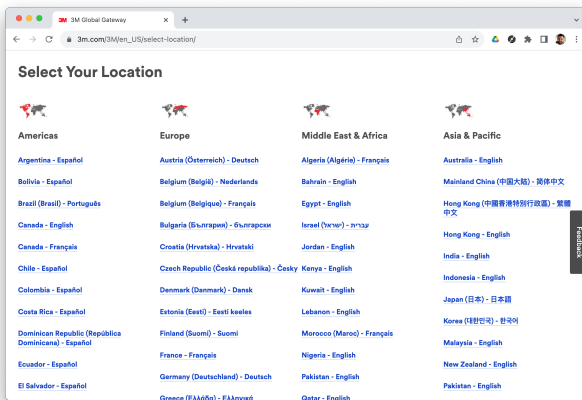 3M 3M Global Gateway
3m.com/3M/en_US/select-location/
Select Your Location
Americas
Argentina - Español
Bolivia - Español
Brazil (Brasil) - Português
Canada - English
Canada - Français
Chile - Español
Colombia - Español
Costa Rica - Español
Dominican Republic (República
Dominicana) - Español
Ecuador - Español
El Salvador - Español
Europe
Austria (Österreich) - Deutsch
Belgium (België) - Nederlands
Belgium (Belgique) - Français
Bulgaria (България) - български
Croatia (Hrvatska) - Hrvatski
Czech Republic (Česká republika) - Česky
Denmark (Danmark) - Dansk
Estonia (Eesti) - Eesti keeles
Finland (Suomi) - Suomi
France - Français
Germany (Deutschland) - Deutsch
Greece (Ελλάδα) - Ελληνικά
Middle East & Africa
Algeria (Algérie) - Français
Bahrain - English
Egypt - English
Israel (ישראל) - עברית
Jordan - English
Kenya - English
Kuwait - English
Lebanon - English
Morocco (Maroc) - Français
Nigeria - English
Pakistan - English
Qatar - English
Asia & Pacific
Australia - English
Mainland China (中国大陆) - 简体中文
Hong Kong (中國香港特別行政區) - 繁體
中文
Hong Kong - English
India - English
Indonesia - English
Japan (日本) - 日本語
Korea (대한민국) - 한국어
Malaysia - English
New Zealand - English
Pakistan - English
Feedback